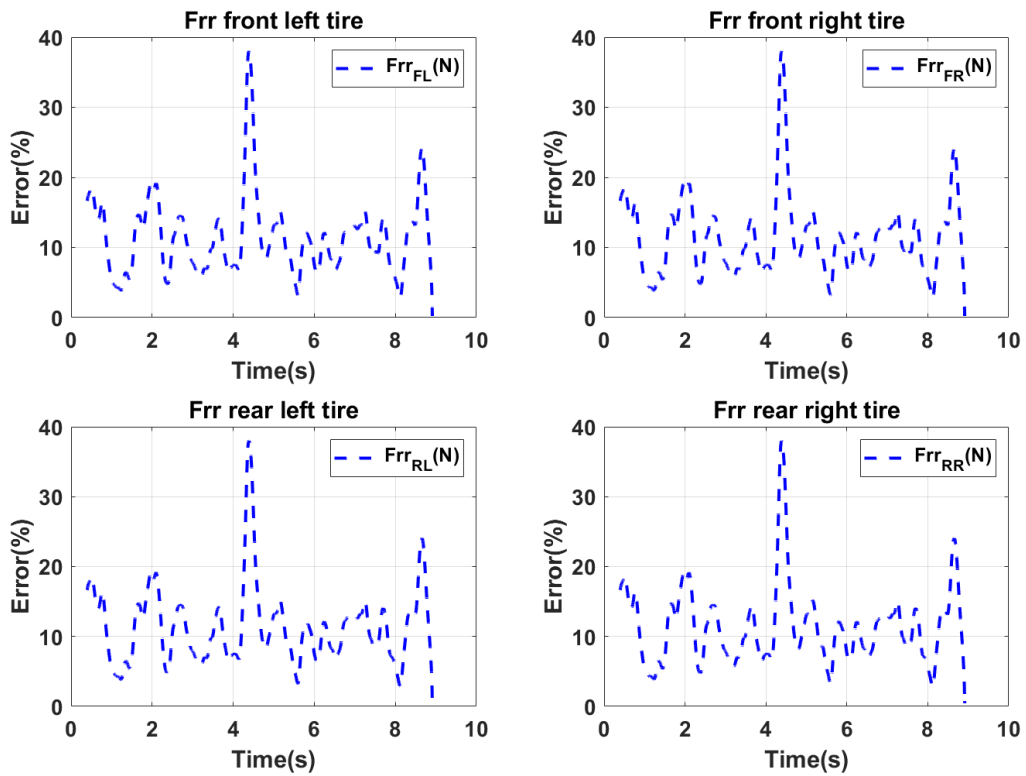 Frr front left tire
Error(%)
40
30
20
10
0
Frr_FL(N)
0 2 4 6 8 10
Time(s)
Frr front right tire
Error(%)
40
30
20
10
0
Frr_FR(N)
0 2 4 6 8 10
Time(s)
Frr rear left tire
Error(%)
40
30
20
10
0
Frr_RL(N)
0 2 4 6 8 10
Time(s)
Frr rear right tire
Error(%)
40
30
20
10
0
Frr_RR(N)
0 2 4 6 8 10
Time(s)